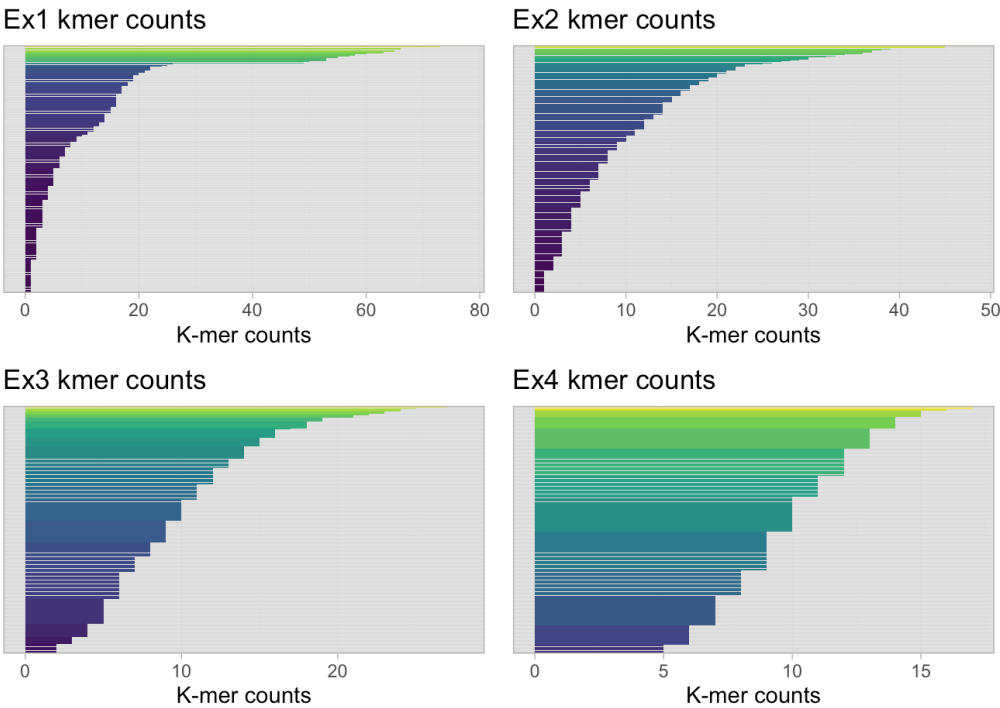 Ex1 kmer counts
0 20 40 60 80
K-mer counts
Ex2 kmer counts
0 10 20 30 40 50
K-mer counts
Ex3 kmer counts
0 10 20
K-mer counts
Ex4 kmer counts
0 5 10 15
K-mer counts